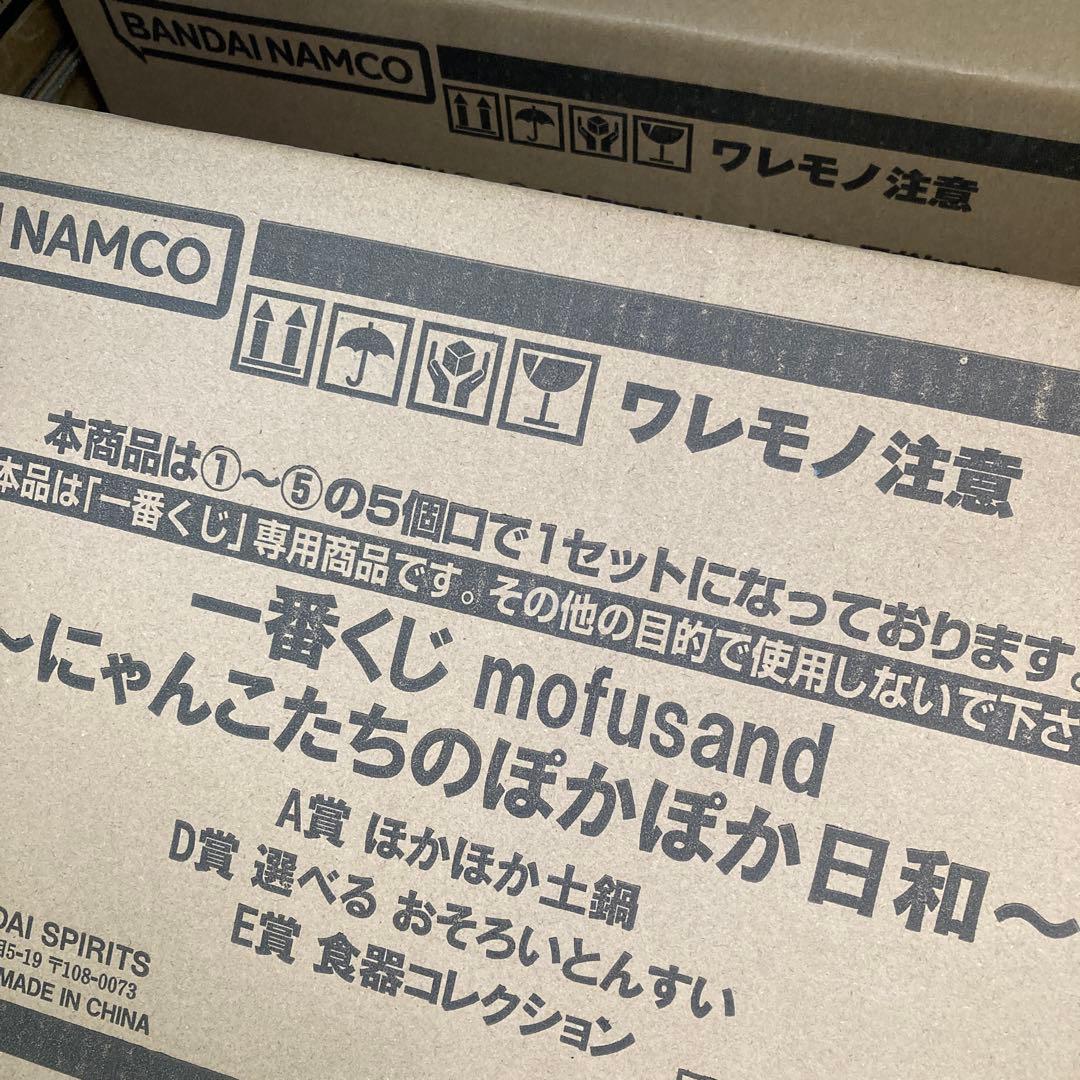 BANDAI NAMCO
ワレモノ注意
NAMCO
ワレモノ注意
本商品は①～⑤の5個口で1セットになっております。
本品は「一番くじ」専用商品です。その他の目的で使用しないで下さ
一番くじ mofusand
～にゃんこたちのぽかぽか日和～
A賞 ほかほか土鍋
D賞 選べる おそろいとんすい
E賞 食器コレクション
DAI SPIRITS
5-19 〒108-0073
MADE IN CHINA